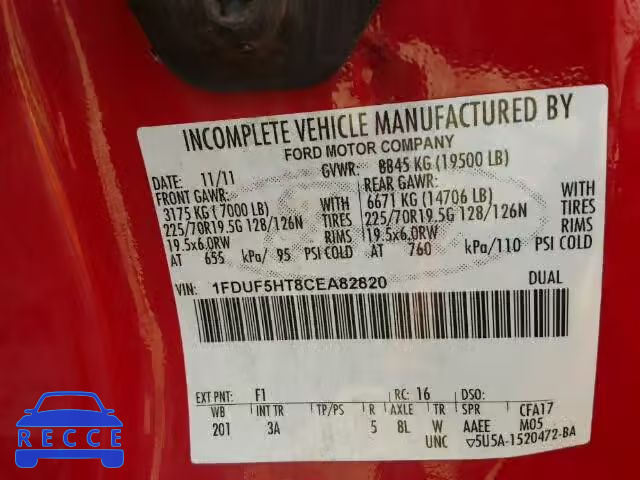 INCOMPLETE VEHICLE MANUFACTURED BY
FORD MOTOR COMPANY
DATE: 11/11 GVWR: 8845 KG (19500 LB)
FRONT GAWR: REAR GAWR:
3175 KG (7000 LB) WITH 6671 KG (14706 LB) WITH
225/70R19.5G 128/126N TIRES 225/70R19.5G 128/126N TIRES
19.5x6.0RW RIMS 19.5x6.0RW RIMS
AT 655 kPa/ 95 PSI COLD AT 760 kPa/110 PSI COLD
VIN: 1FDUF5HT8CEA82820 DUAL
EXT PNT: F1 RC: 16 DSO:
WB INT TR TP/PS R AXLE TR SPR CFA17
201 3A 5 8L W AAEE M05
UNC ▽5U5A-1520472-BA
RECCE